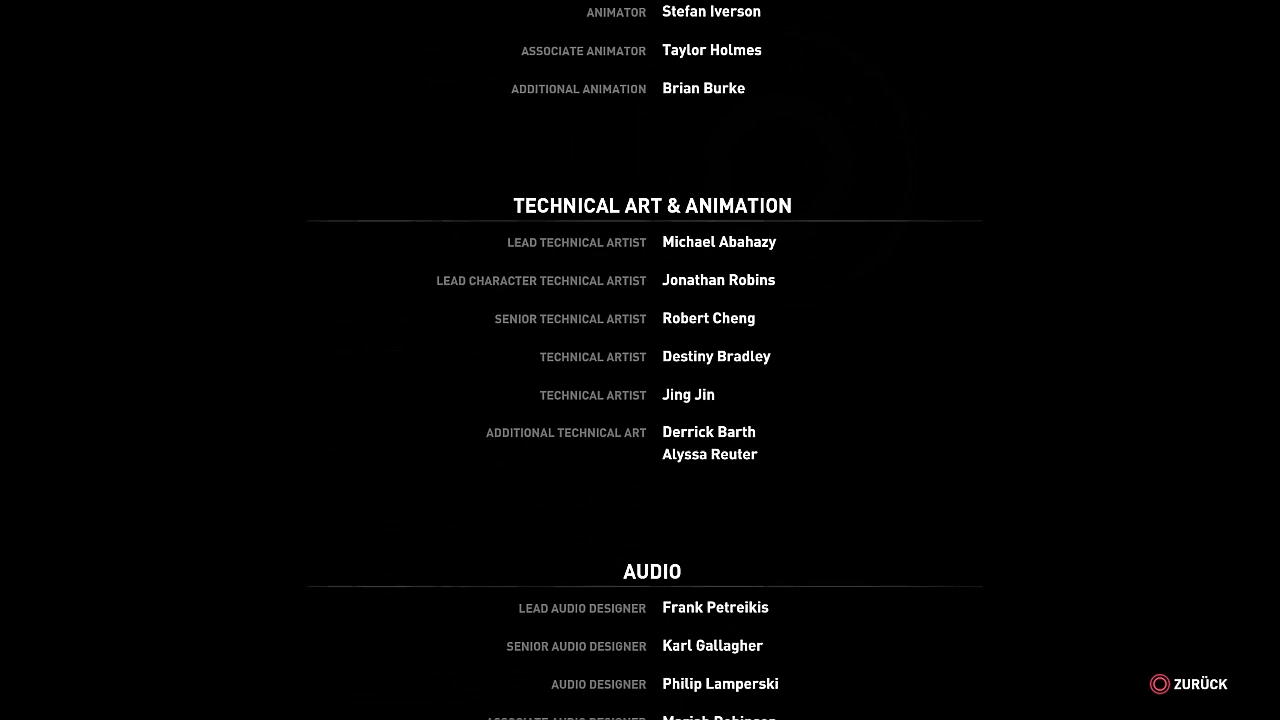 ANIMATOR Stefan Iverson
ASSOCIATE ANIMATOR Taylor Holmes
ADDITIONAL ANIMATION Brian Burke
TECHNICAL ART & ANIMATION
LEAD TECHNICAL ARTIST Michael Abahazy
LEAD CHARACTER TECHNICAL ARTIST Jonathan Robins
SENIOR TECHNICAL ARTIST Robert Cheng
TECHNICAL ARTIST Destiny Bradley
TECHNICAL ARTIST Jing Jin
ADDITIONAL TECHNICAL ART Derrick Barth
Alyssa Reuter
AUDIO
LEAD AUDIO DESIGNER Frank Petreikis
SENIOR AUDIO DESIGNER Karl Gallagher
AUDIO DESIGNER Philip Lamperski
ZURÜCK
ASSOCIATE AUDIO DESIGNER